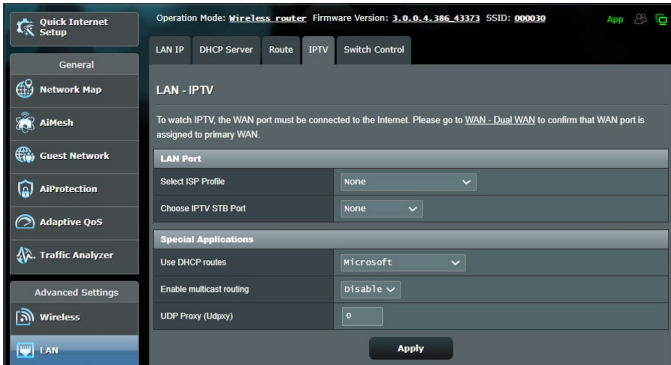 Quick Internet
Setup
Operation Mode: Wireless router Firmware Version: 3.0.0.4.386_43373 SSID: 000030
App
LAN IP
DHCP Server
Route
IPTV
Switch Control
General
Network Map
AiMesh
Guest Network
AiProtection
Adaptive QoS
Traffic Analyzer
Advanced Settings
Wireless
LAN
LAN - IPTV
To watch IPTV, the WAN port must be connected to the Internet. Please go to WAN - Dual WAN to confirm that WAN port is
assigned to primary WAN.
LAN Port
Select ISP Profile None
Choose IPTV STB Port None
Special Applications
Use DHCP routes Microsoft
Enable multicast routing Disable
UDP Proxy (Udpxy) 0
Apply